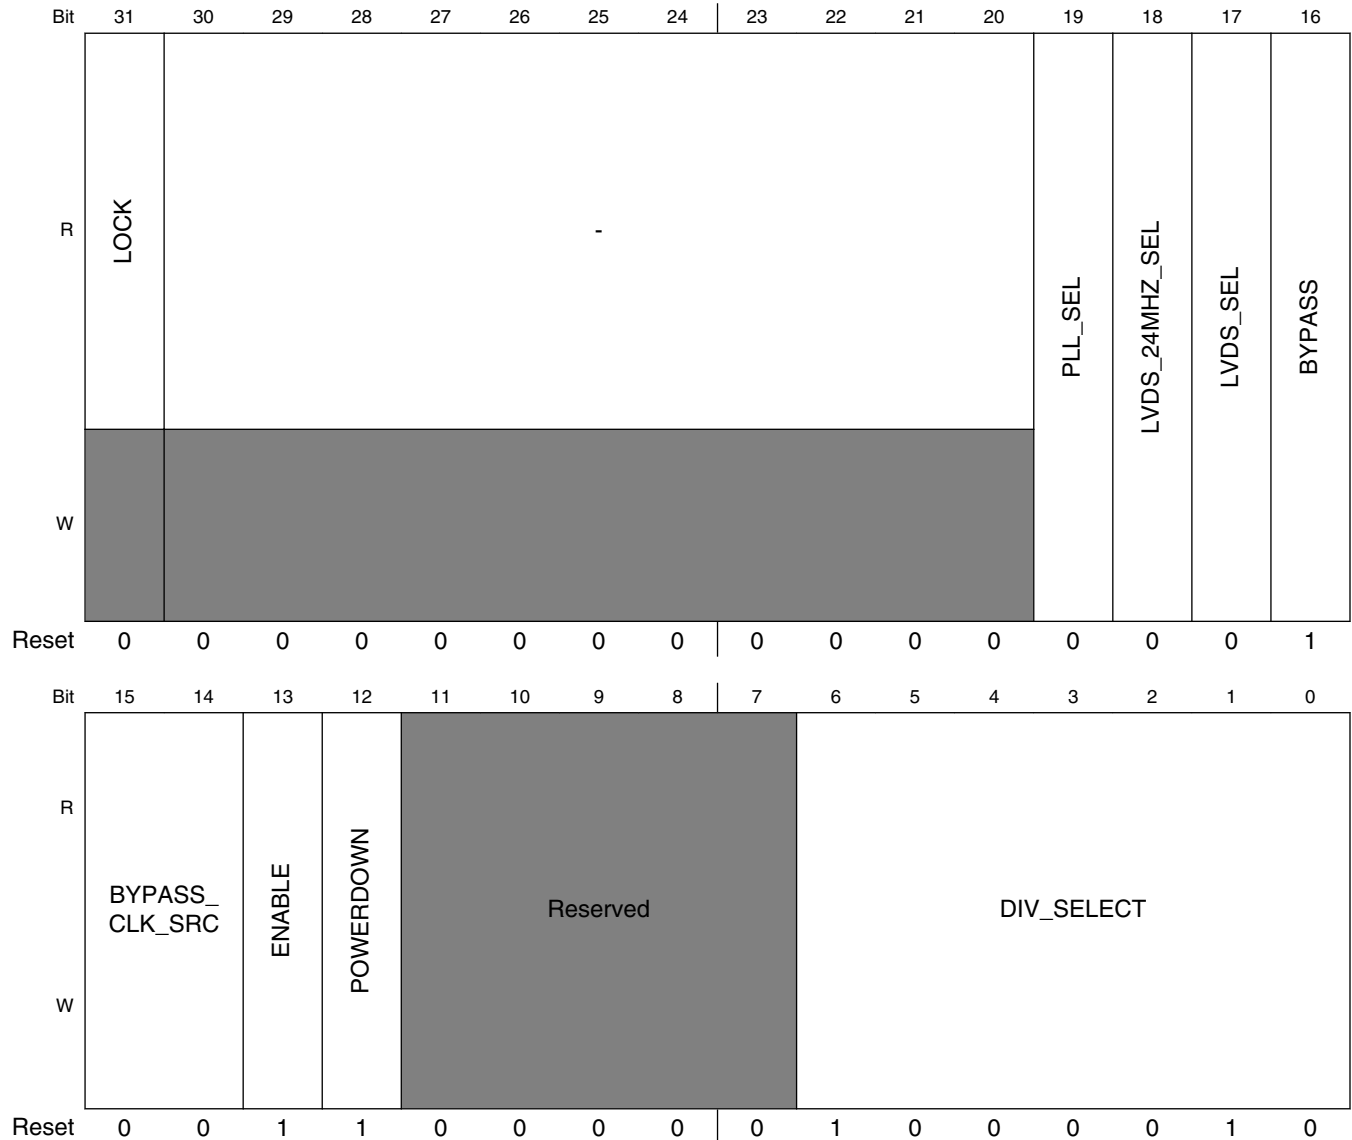 Bit 31 30 29 28 27 26 25 24 23 22 21 20 19 18 17 16
R LOCK - PLL_SEL LVDS_24MHZ_SEL LVDS_SEL BYPASS
W
Reset 0 0 0 0 0 0 0 0 0 0 0 0 0 0 0 1
Bit 15 14 13 12 11 10 9 8 7 6 5 4 3 2 1 0
R
BYPASS_
CLK_SRC ENABLE POWERDOWN Reserved DIV_SELECT
W
Reset 0 0 1 1 0 0 0 0 0 1 0 0 0 0 1 0